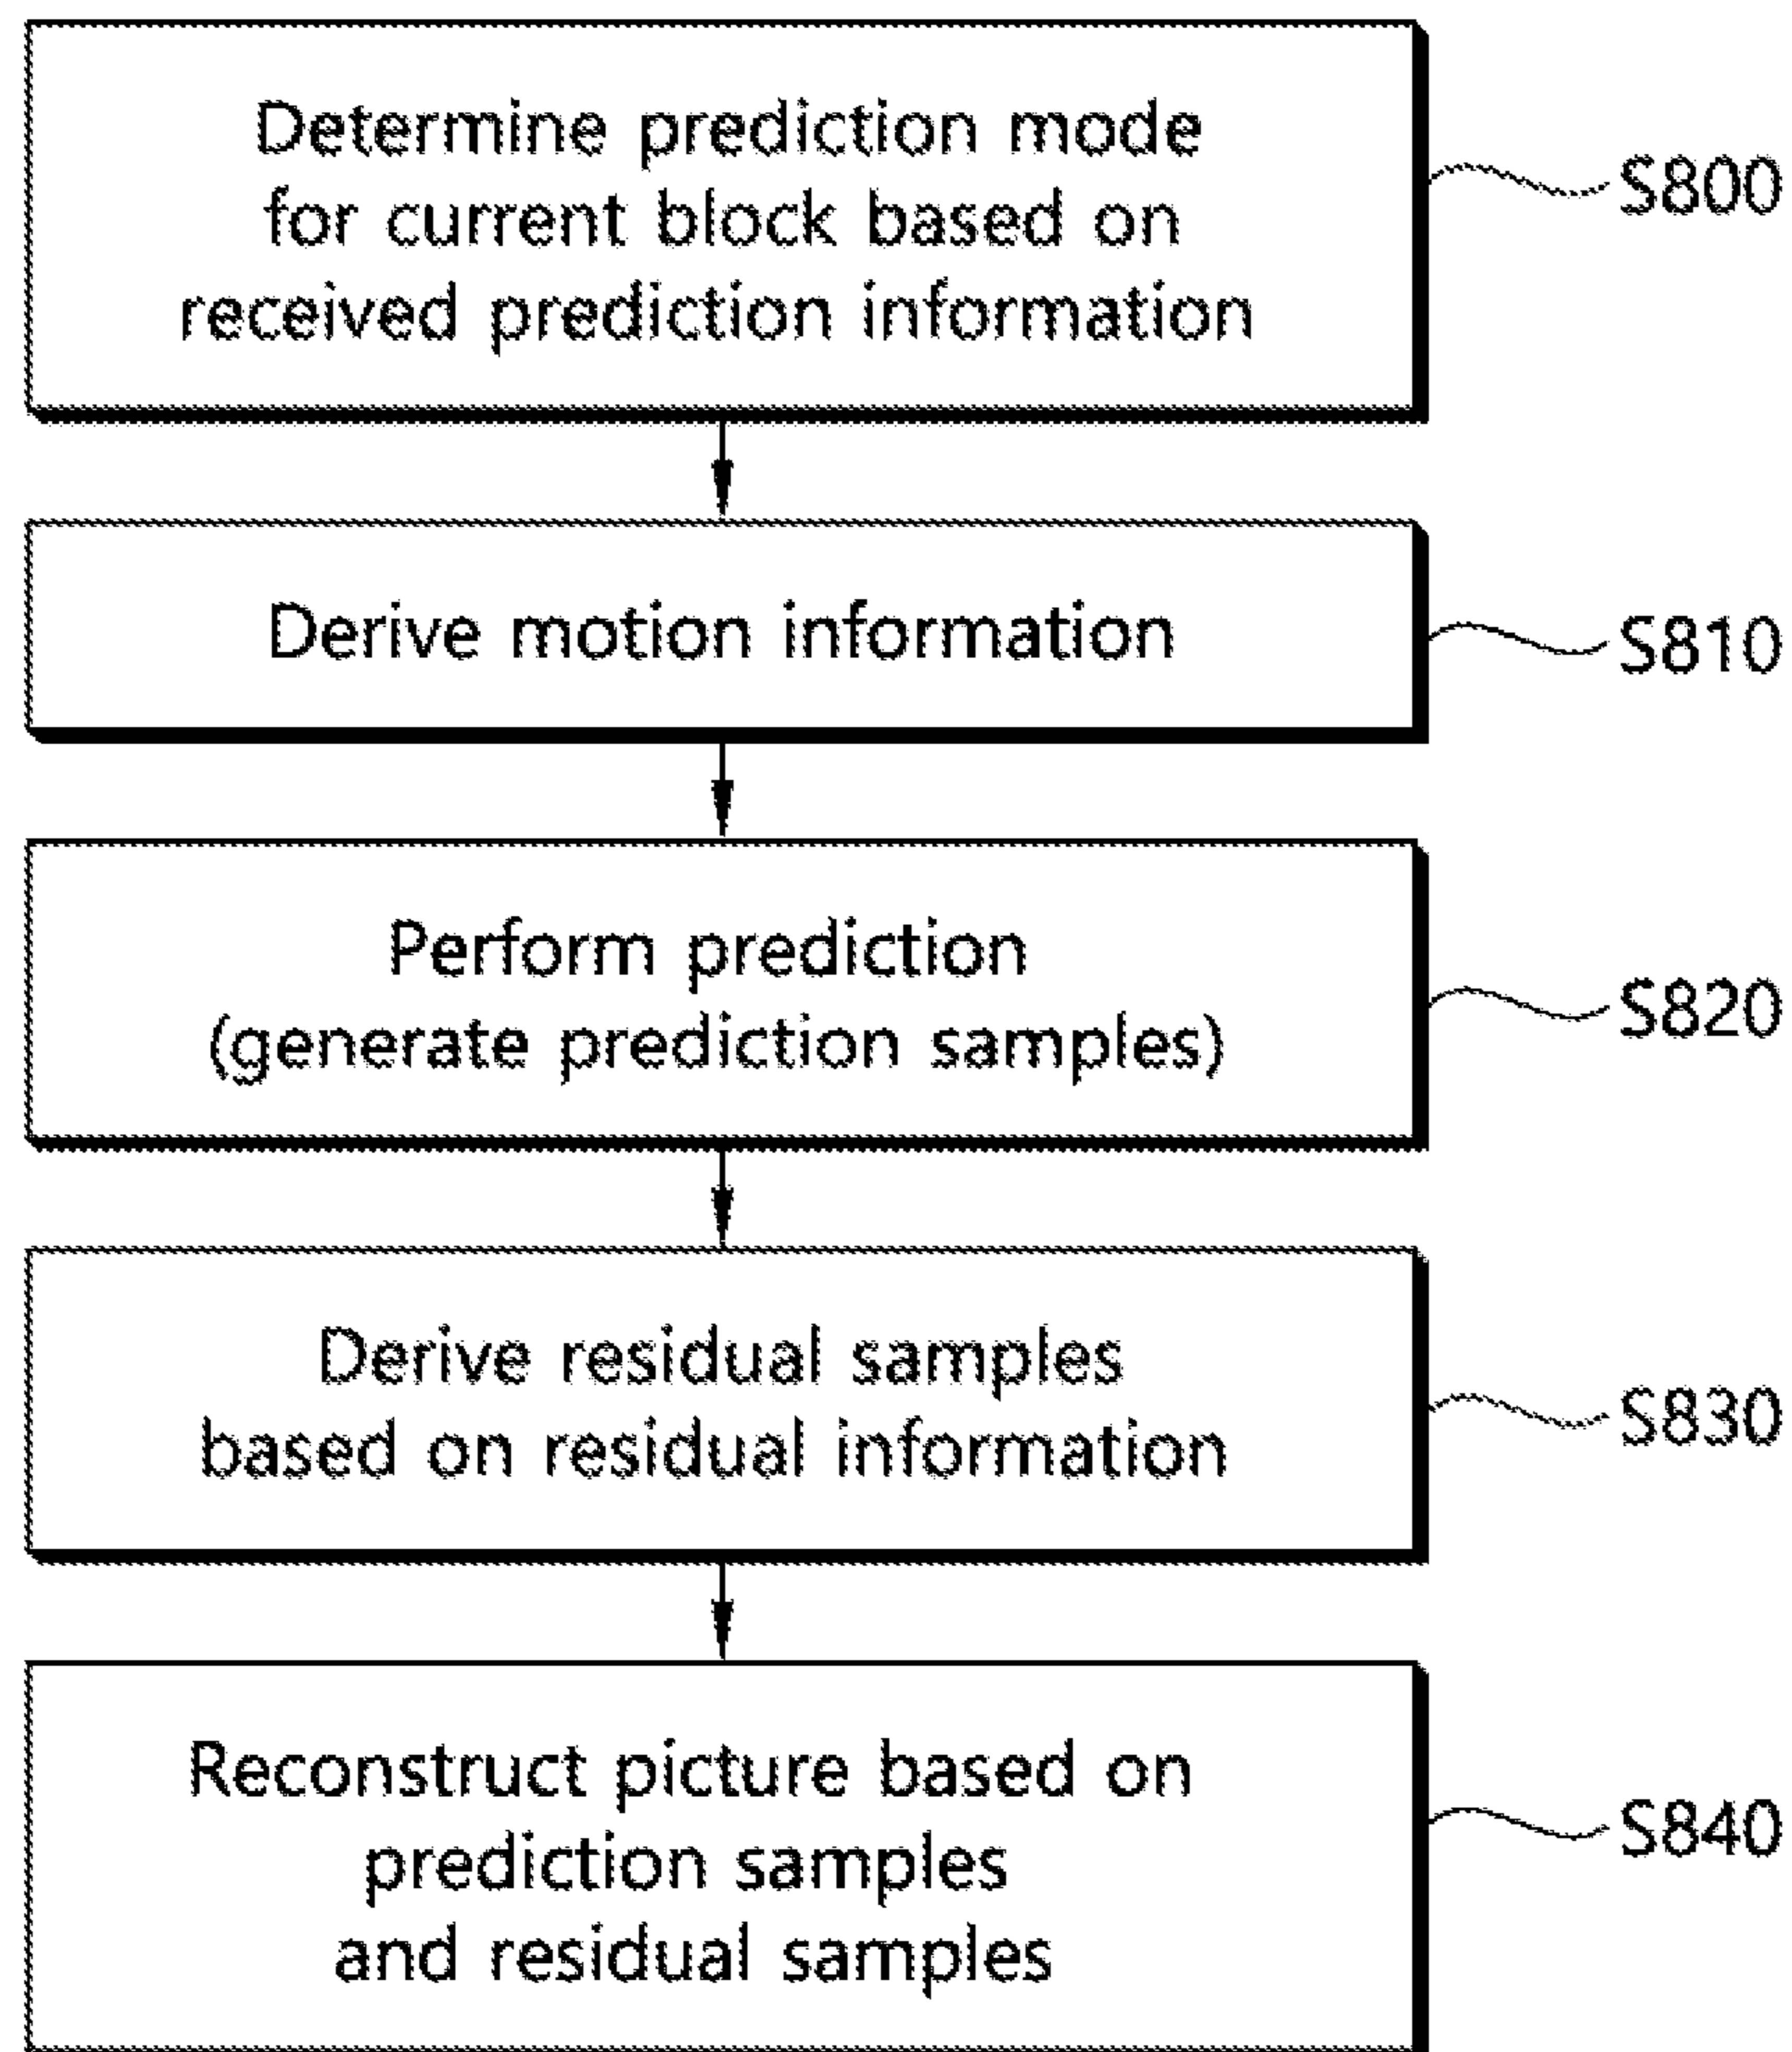 Determine prediction mode
for current block based on
received prediction information
S800
Derive motion information
S810
Perform prediction
(generate prediction samples)
S820
Derive residual samples
based on residual information
S830
Reconstruct picture based on
prediction samples
and residual samples
S840